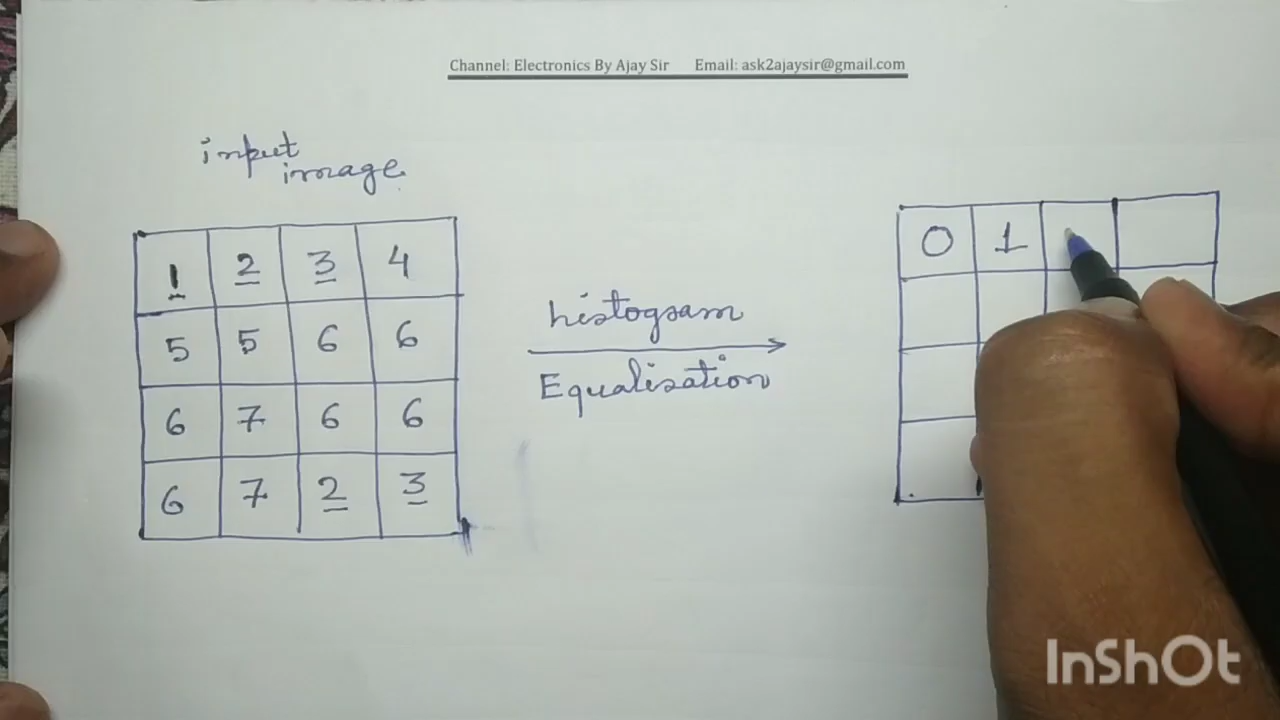 Channel: Electronics By Ajay Sir Email: ask2ajaysir@gmail.com
input
image
1 2 3 4
5 5 6 6
6 7 6 6
6 7 2 3
histogram
Equalisation
0 1
InShOt